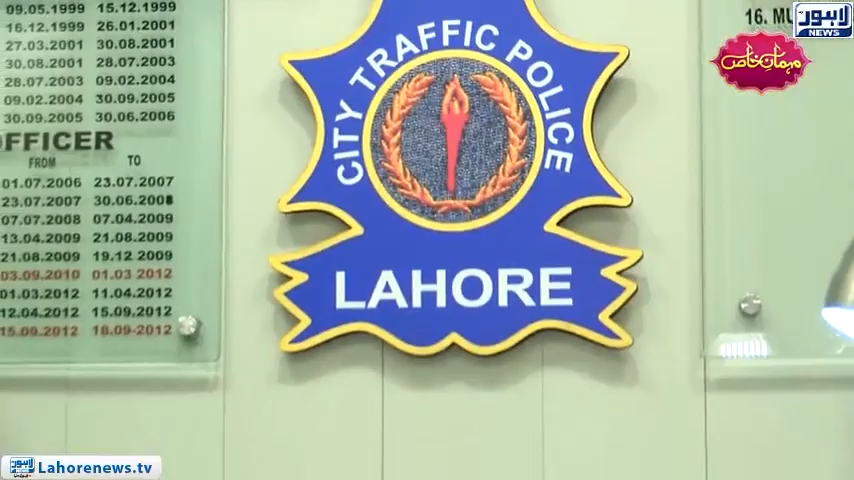 09.05.1999 15.12.1999
16.12.1999 26.01.2001
27.03.2001 30.08.2001
30.08.2001 28.07.2003
28.07.2003 09.02.2004
09.02.2004 30.09.2005
30.09.2005 30.06.2006
OFFICER
FROM TO
01.07.2006 23.07.2007
23.07.2007 30.06.2008
07.07.2008 07.04.2009
13.04.2009 21.08.2009
21.08.2009 19.12.2009
03.09.2010 01.03 2012
01.03.2012 11.04.2012
12.04.2012 15.09.2012
15.09.2012 18.09-2012
CITY TRAFFIC POLICE
LAHORE
16. MU
لاہور
NEWS
مہمانِ خاص
لاہور
Lahorenews.tv